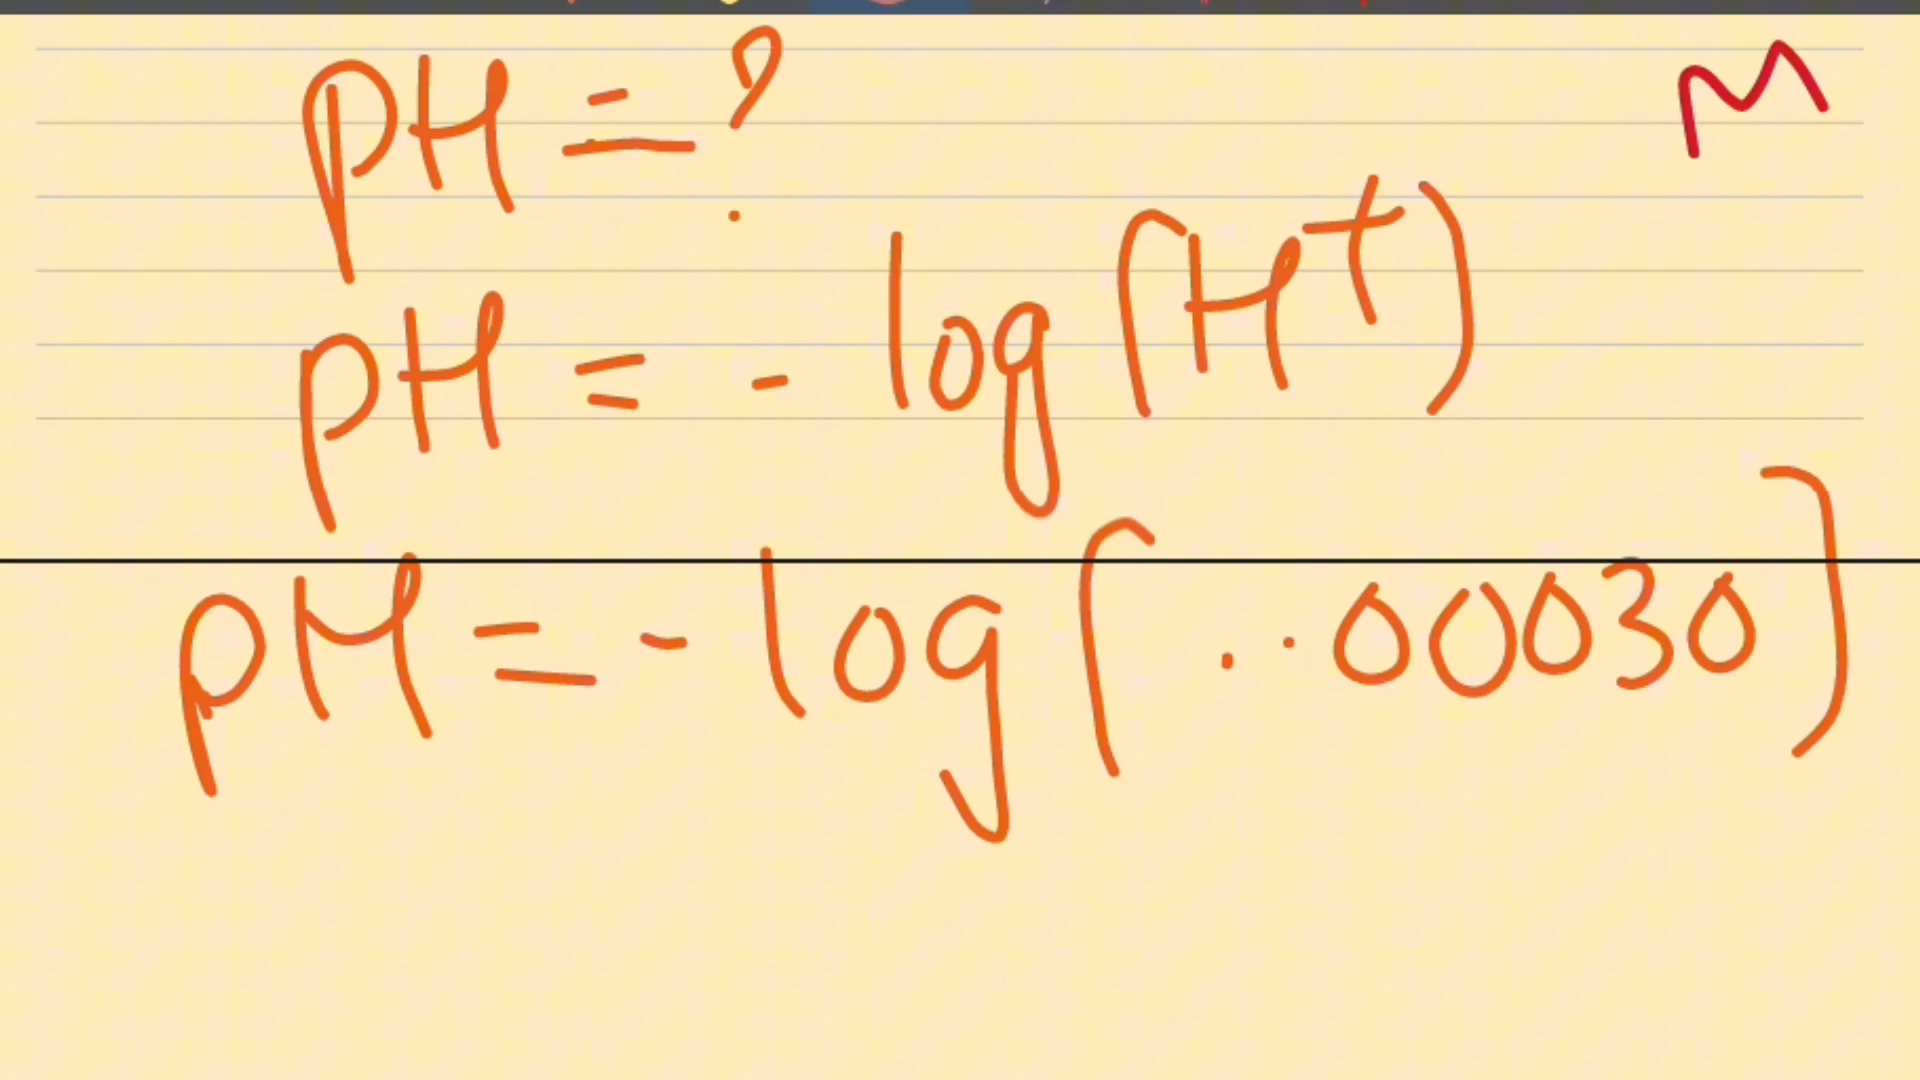 pH = ?
M
pH = - log (H⁺)
pH = - log [ . . 00030 ]